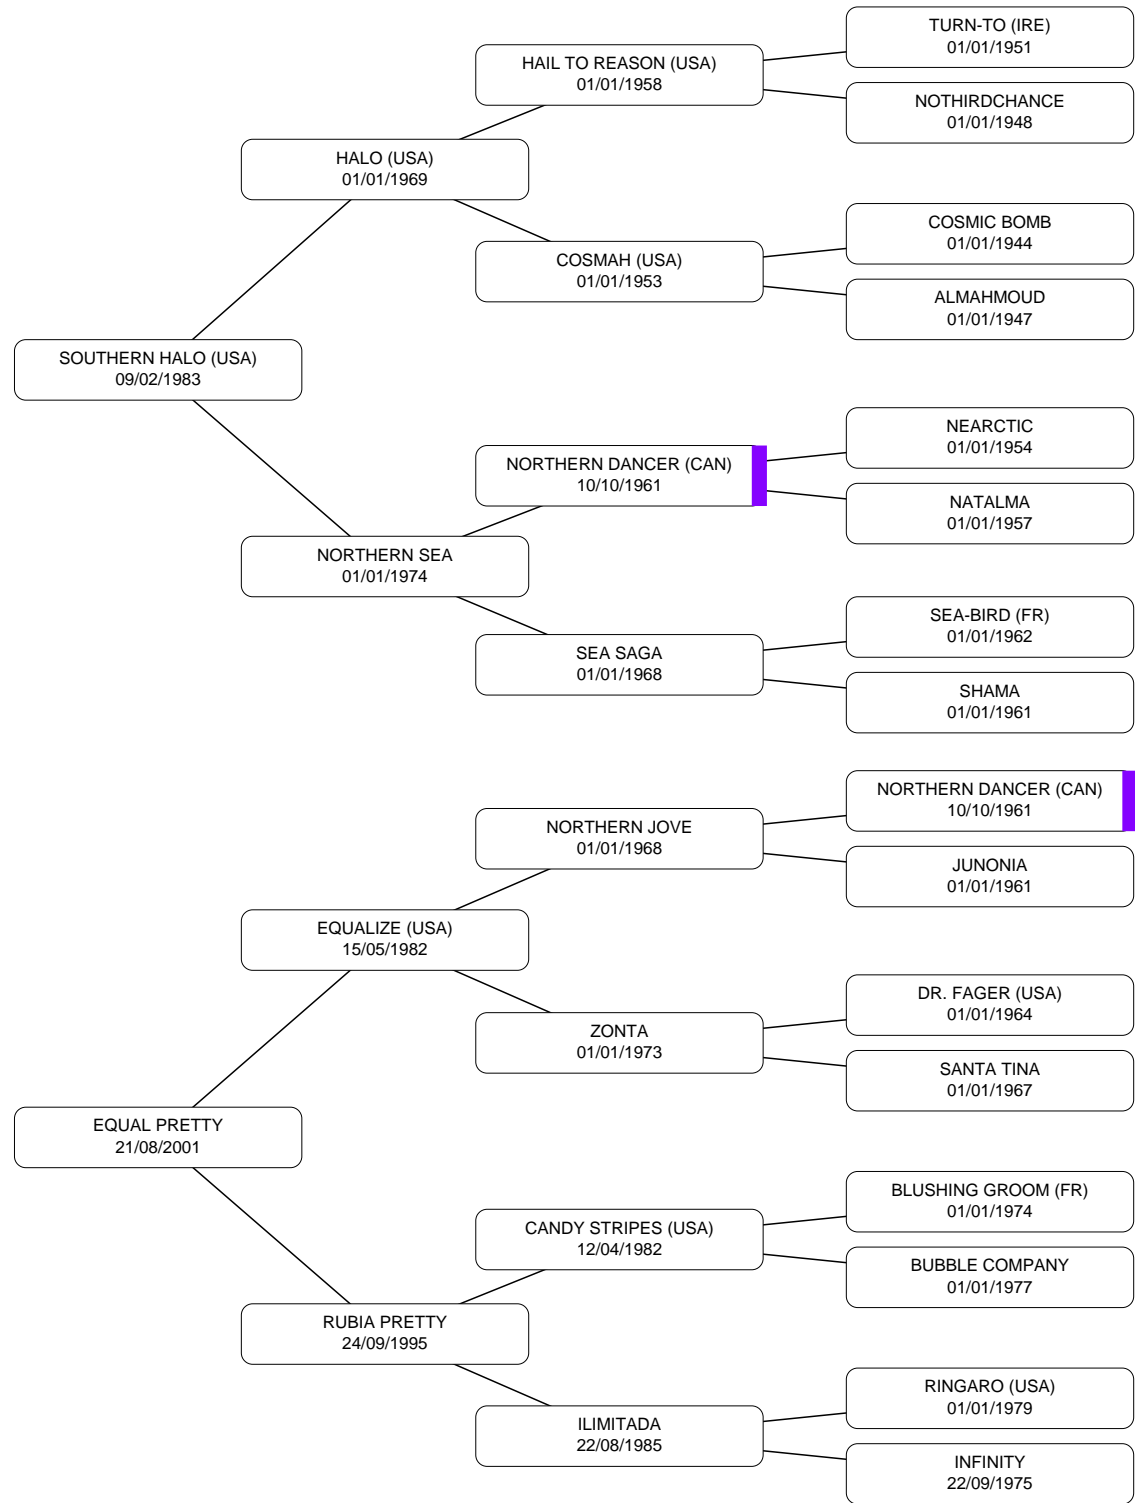 TURN-TO (IRE)
01/01/1951
HAIL TO REASON (USA)
01/01/1958
NOTHIRDCHANCE
01/01/1948
HALO (USA)
01/01/1969
COSMIC BOMB
01/01/1944
COSMAH (USA)
01/01/1953
ALMAHMOUD
01/01/1947
SOUTHERN HALO (USA)
09/02/1983
NEARCTIC
01/01/1954
NORTHERN DANCER (CAN)
10/10/1961
NATALMA
01/01/1957
NORTHERN SEA
01/01/1974
SEA-BIRD (FR)
01/01/1962
SEA SAGA
01/01/1968
SHAMA
01/01/1961
NORTHERN DANCER (CAN)
10/10/1961
NORTHERN JOVE
01/01/1968
JUNONIA
01/01/1961
EQUALIZE (USA)
15/05/1982
DR. FAGER (USA)
01/01/1964
ZONTA
01/01/1973
SANTA TINA
01/01/1967
EQUAL PRETTY
21/08/2001
BLUSHING GROOM (FR)
01/01/1974
CANDY STRIPES (USA)
12/04/1982
BUBBLE COMPANY
01/01/1977
RUBIA PRETTY
24/09/1995
RINGARO (USA)
01/01/1979
ILIMITADA
22/08/1985
INFINITY
22/09/1975